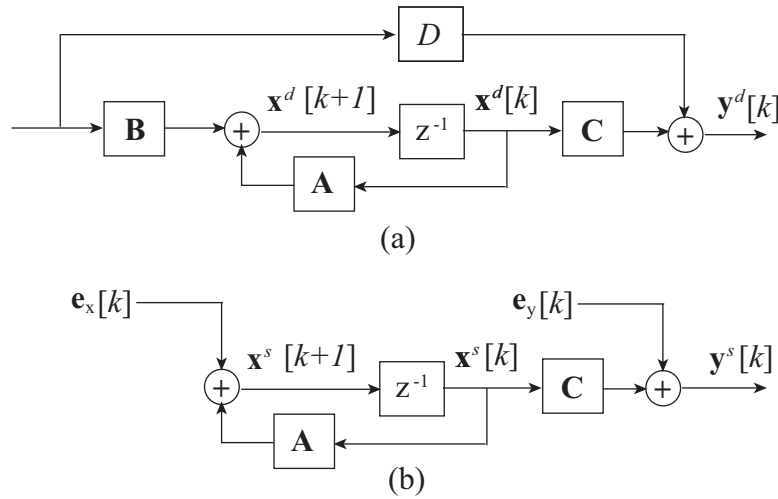 D
x^d [k+1]
x^d[k]
y^d[k]
B
+
z^-1
C
+
A
(a)
e_x[k]
e_y[k]
x^s [k+1]
x^s[k]
y^s[k]
+
z^-1
C
+
A
(b)